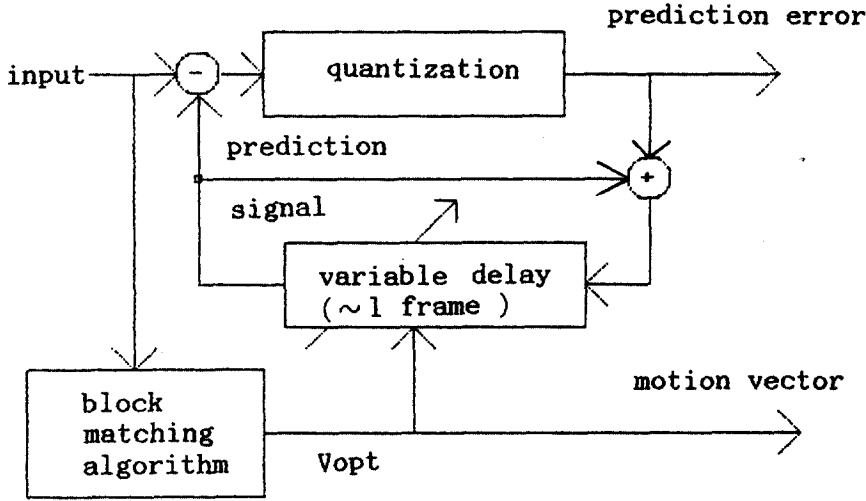 prediction error
input
-
quantization
prediction
+
signal
variable delay
(~1 frame )
motion vector
block
matching
algorithm
Vopt